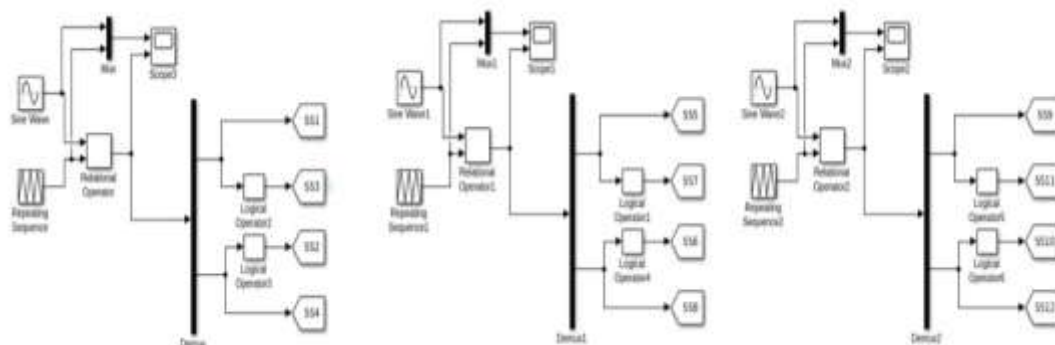 Mux
Scope3
Sine Wave
Relational
Operator
Repeating
Sequence
SS1
Logical
Operator2
SS3
Logical
Operator3
SS2
SS4
Demux
Mux1
Scope1
Sine Wave1
Relational
Operator1
Repeating
Sequence1
SS5
Logical
Operator1
SS7
Logical
Operator4
SS6
SS8
Demux1
Mux2
Scope2
Sine Wave2
Relational
Operator2
Repeating
Sequence2
SS9
Logical
SS11
Logical
SS10
SS12
Demux2